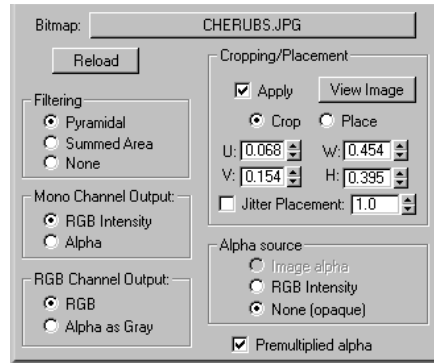 Bitmap: CHERUBS.JPG
Reload
Filtering
Pyramidal
Summed Area
None
Mono Channel Output:
RGB Intensity
Alpha
RGB Channel Output:
RGB
Alpha as Gray
Cropping/Placement
Apply View Image
Crop Place
U: 0.068 W: 0.454
V: 0.154 H: 0.395
Jitter Placement: 1.0
Alpha source
Image alpha
RGB Intensity
None (opaque)
Premultiplied alpha